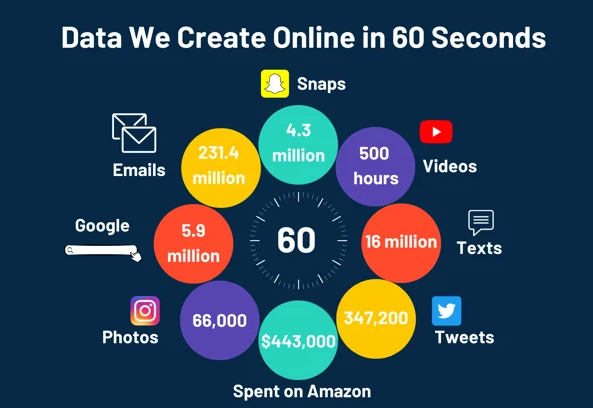 Data We Create Online in 60 Seconds
Snaps
4.3
million
500
hours
Videos
16 million
Texts
347,200
Tweets
$443,000
Spent on Amazon
66,000
Photos
5.9
million
Google
231.4
million
Emails
60